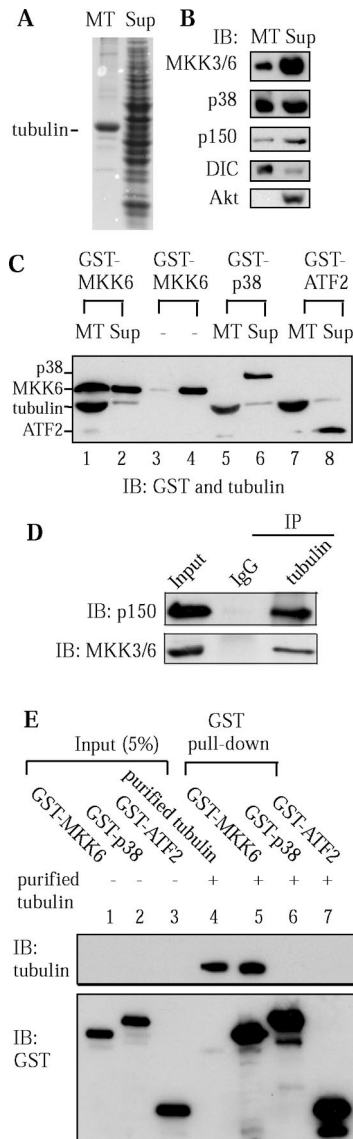 A
MT Sup
tubulin-
B
IB: MT Sup
MKK3/6
p38
p150
DIC
Akt
C
GST- GST- GST- GST-
MKK6 MKK6 p38 ATF2
MT Sup - - MT Sup MT Sup
p38
MKK6
tubulin
ATF2
1 2 3 4 5 6 7 8
IB: GST and tubulin
D
IP
Input IgG tubulin
IB: p150
IB: MKK3/6
E
GST
pull-down
Input (5%)
GST-MKK6 GST-p38 GST-ATF2 purified tubulin GST-MKK6 GST-p38 GST-ATF2
purified - - - + + + +
tubulin
1 2 3 4 5 6 7
IB:
tubulin
IB:
GST